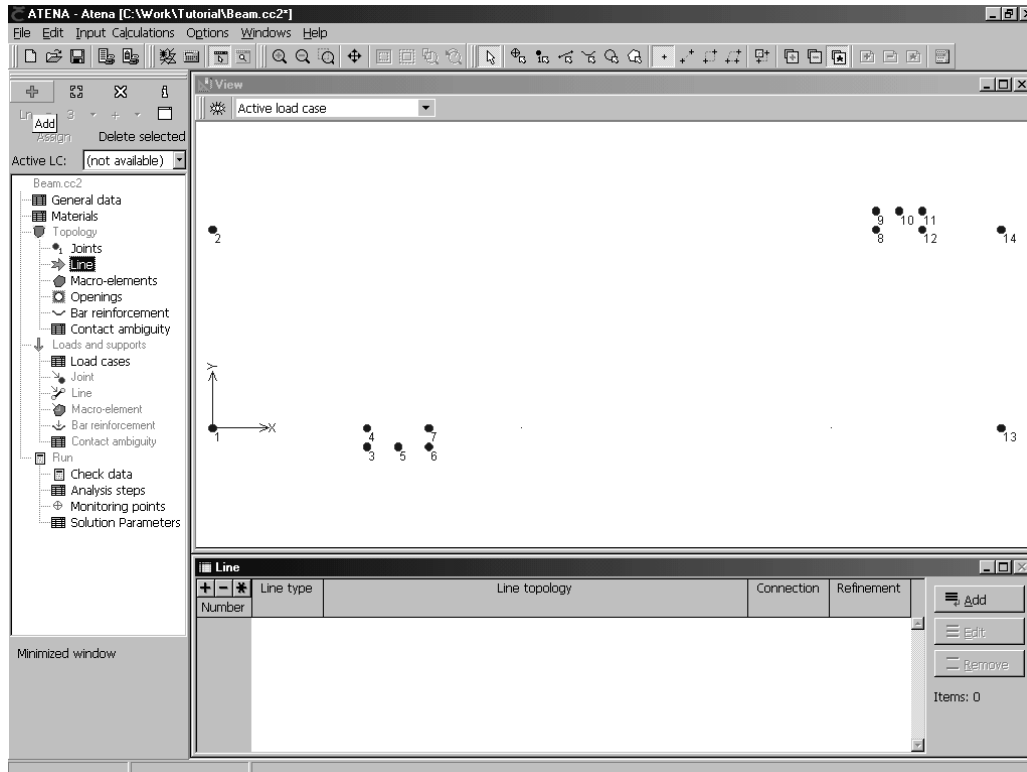 ATENA - Atena [C:\Work\Tutorial\Beam.cc2*]
File Edit Input Calculations Options Windows Help
View
Active load case
Ln 3
Add
Assign Delete selected
Active LC: (not available)
Beam.cc2
General data
Materials
Topology
Joints
Line
Macro-elements
Openings
Bar reinforcement
Contact ambiguity
Loads and supports
Load cases
Joint
Line
Macro-element
Bar reinforcement
Contact ambiguity
Run
Check data
Analysis steps
Monitoring points
Solution Parameters
Minimized window
9 10 11
2 8 12 14
Y
X
1 4 7 13
3 5 6
Line
Number Line type Line topology Connection Refinement
Add
Edit
Remove
Items: 0